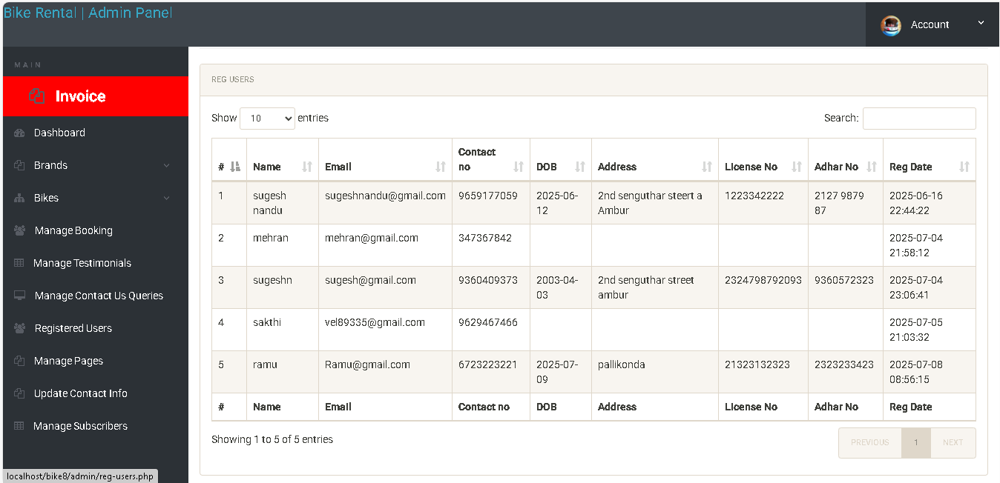 Bike Rental | Admin Panel
Account
MAIN
Invoice
Dashboard
Brands
Bikes
Manage Booking
Manage Testimonials
Manage Contact Us Queries
Registered Users
Manage Pages
Update Contact Info
Manage Subscribers
REG USERS
Show 10 entries
Search:
# Name Email Contact no DOB Address License No Adhar No Reg Date
1 sugesh nandu sugeshnandu@gmail.com 9659177059 2025-06-12 2nd senguthar steert a Ambur 1223342222 2127 9879 87 2025-06-16 22:44:22
2 mehran mehran@gmail.com 347367842 2025-07-04 21:58:12
3 sugeshn sugesh@gmail.com 9360409373 2003-04-03 2nd senguthar street ambur 2324798792093 9360572323 2025-07-04 23:06:41
4 sakthi vel89335@gmail.com 9629467466 2025-07-05 21:03:32
5 ramu Ramu@gmail.com 6723223221 2025-07-09 pallikonda 21323132323 2323233423 2025-07-08 08:56:15
# Name Email Contact no DOB Address License No Adhar No Reg Date
Showing 1 to 5 of 5 entries
PREVIOUS 1 NEXT
localhost/bike8/admin/reg-users.php